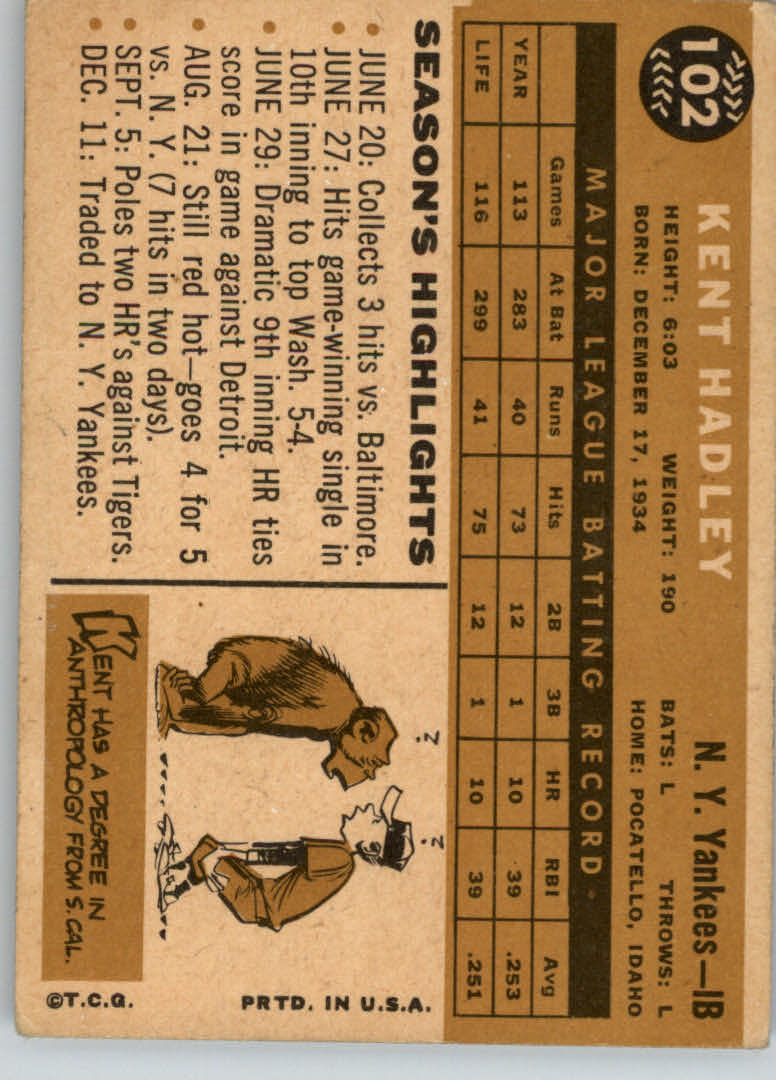 102
KENT HADLEY N. Y. Yankees—1B
HEIGHT: 6:03 WEIGHT: 190 BATS: L THROWS: L
BORN: DECEMBER 17, 1934 HOME: POCATELLO, IDAHO
MAJOR LEAGUE BATTING RECORD
Games At Bat Runs Hits 2B 3B HR RBI Avg
YEAR 113 283 40 73 12 1 10 39 .253
LIFE 116 299 41 75 12 1 10 39 .251
SEASON'S HIGHLIGHTS
• JUNE 20: Collects 3 hits vs. Baltimore.
• JUNE 27: Hits game-winning single in
10th inning to top Wash. 5-4.
• JUNE 29: Dramatic 9th inning HR ties
score in game against Detroit.
• AUG. 21: Still red hot—goes 4 for 5
vs. N. Y. (7 hits in two days).
• SEPT. 5: Poles two HR's against Tigers.
• DEC. 11: Traded to N. Y. Yankees.
Z
Z
KENT HAS A DEGREE IN
ANTHROPOLOGY FROM S. CAL.
©T.C.G. PRTD. IN U.S.A.